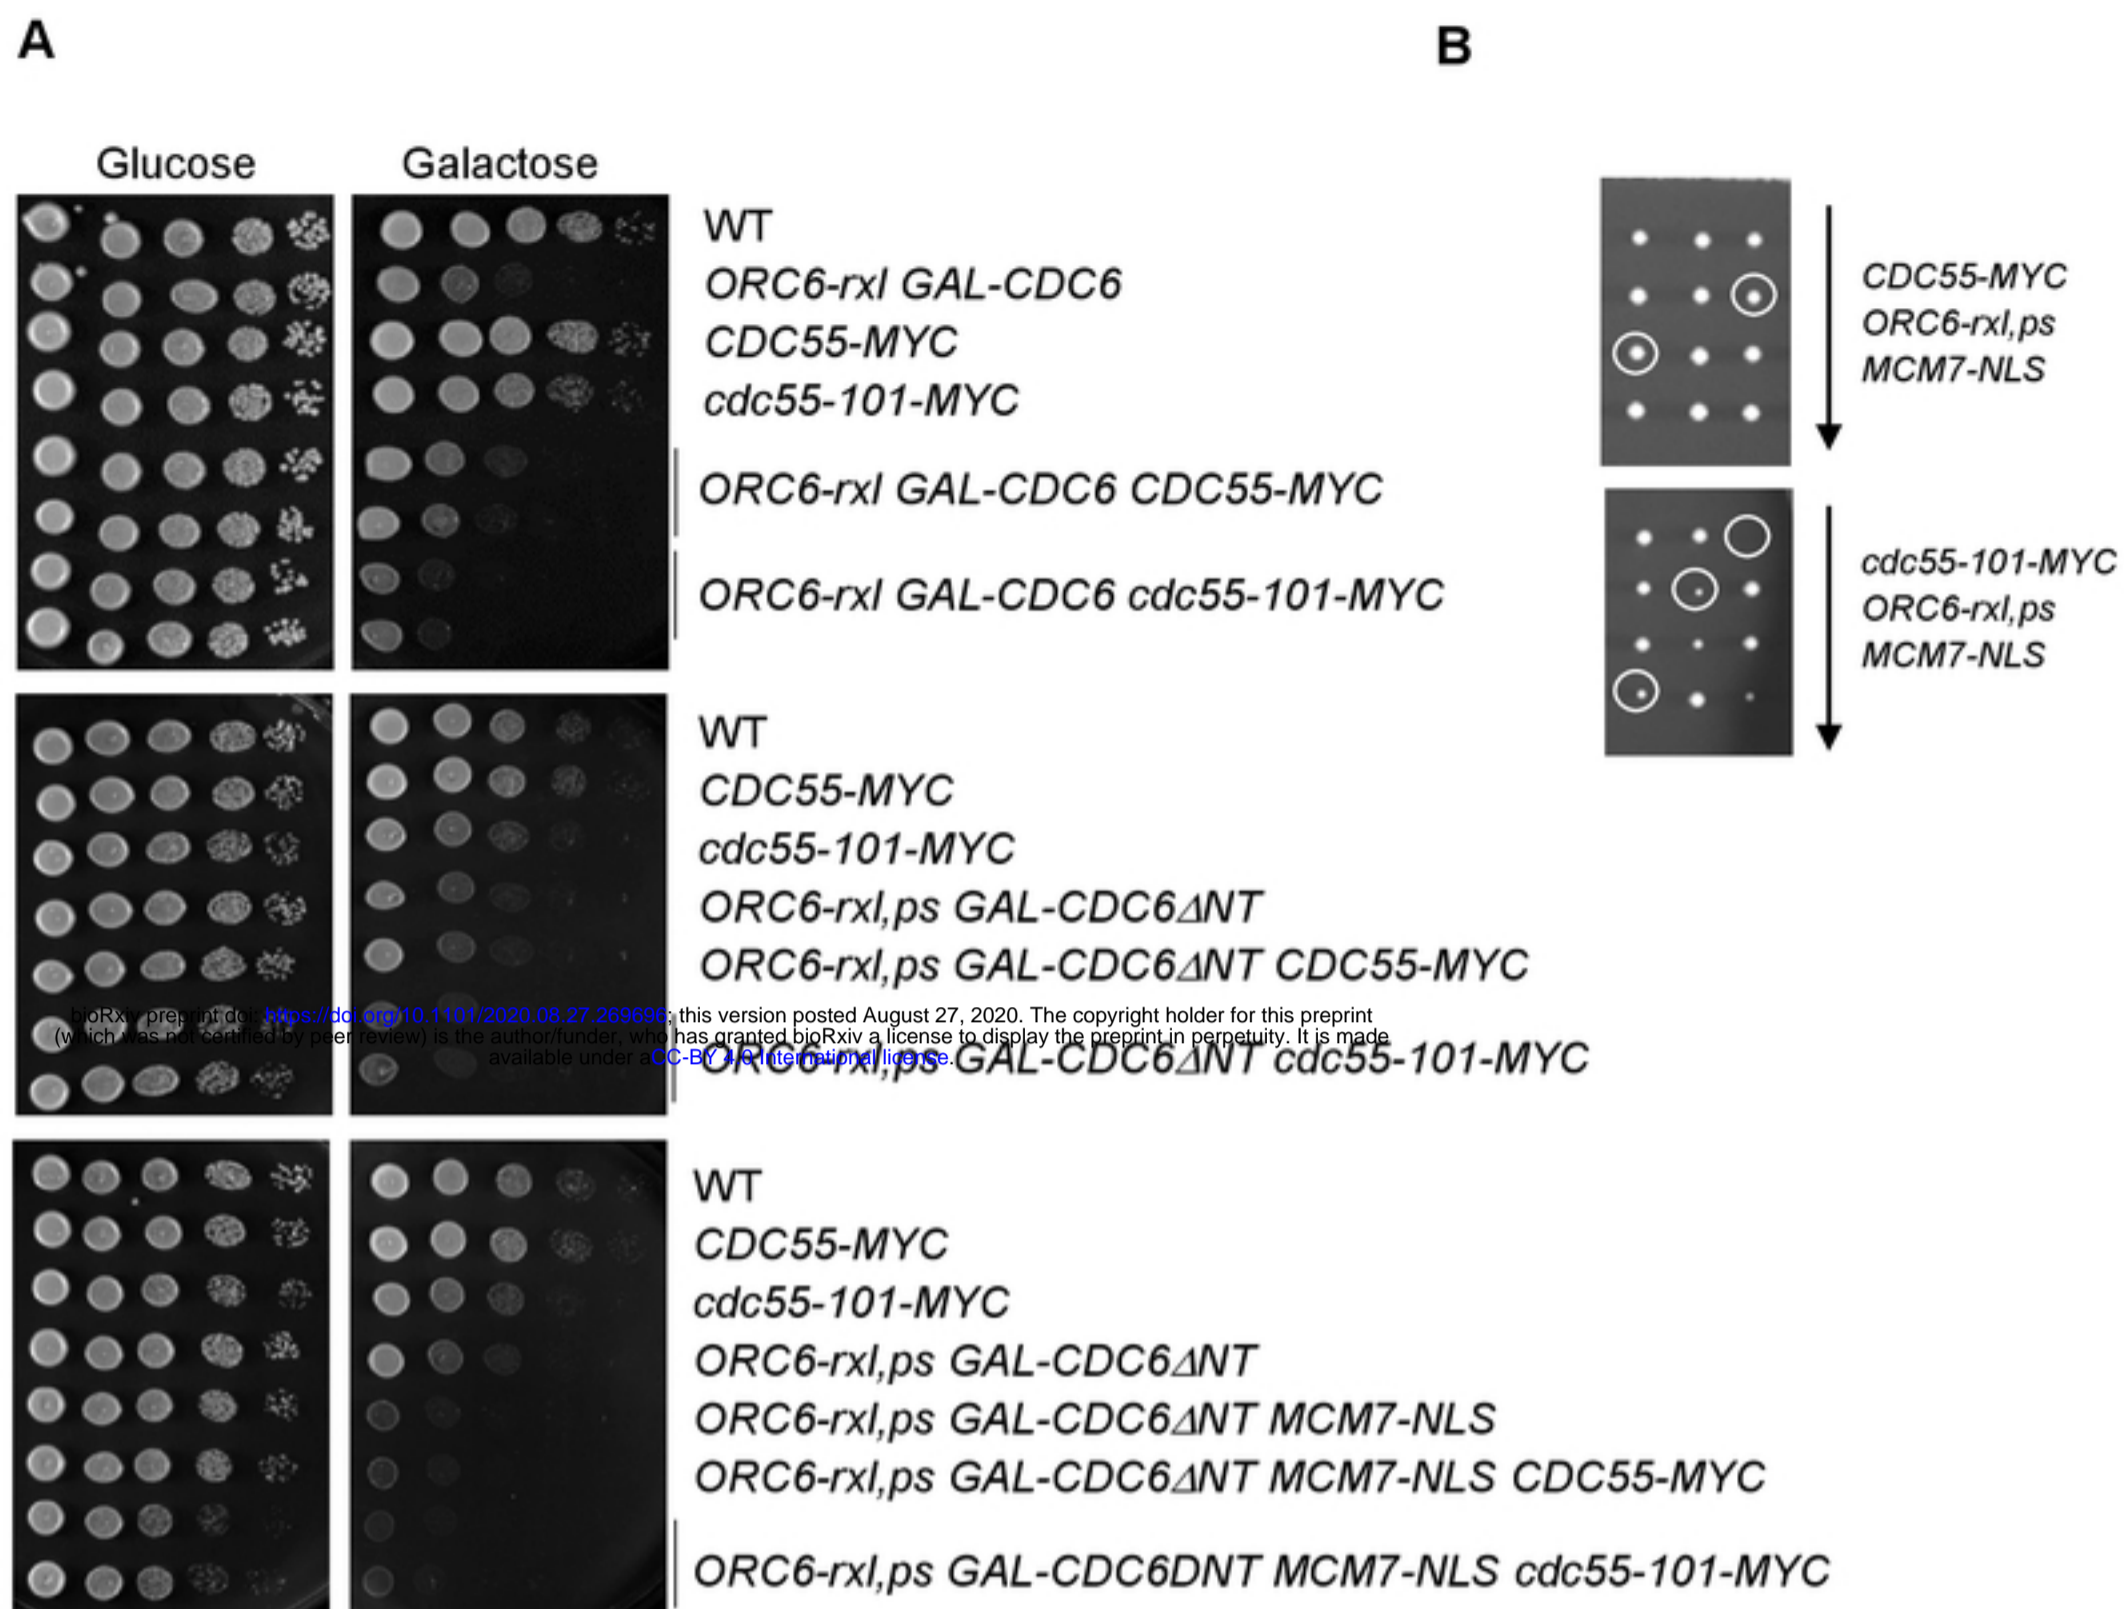 A
B
Glucose
Galactose
WT
ORC6-rxl GAL-CDC6
CDC55-MYC
cdc55-101-MYC
ORC6-rxl GAL-CDC6 CDC55-MYC
ORC6-rxl GAL-CDC6 cdc55-101-MYC
CDC55-MYC
ORC6-rxl,ps
MCM7-NLS
cdc55-101-MYC
ORC6-rxl,ps
MCM7-NLS
WT
CDC55-MYC
cdc55-101-MYC
ORC6-rxl,ps GAL-CDC6ΔNT
ORC6-rxl,ps GAL-CDC6ΔNT CDC55-MYC
bioRxiv preprint doi: https://doi.org/10.1101/2020.08.27.269696; this version posted August 27, 2020. The copyright holder for this preprint
(which was not certified by peer review) is the author/funder, who has granted bioRxiv a license to display the preprint in perpetuity. It is made
available under aCC-BY 4.0 International license.
ORC6-rxl,ps GAL-CDC6ΔNT cdc55-101-MYC
WT
CDC55-MYC
cdc55-101-MYC
ORC6-rxl,ps GAL-CDC6ΔNT
ORC6-rxl,ps GAL-CDC6ΔNT MCM7-NLS
ORC6-rxl,ps GAL-CDC6ΔNT MCM7-NLS CDC55-MYC
ORC6-rxl,ps GAL-CDC6DNT MCM7-NLS cdc55-101-MYC